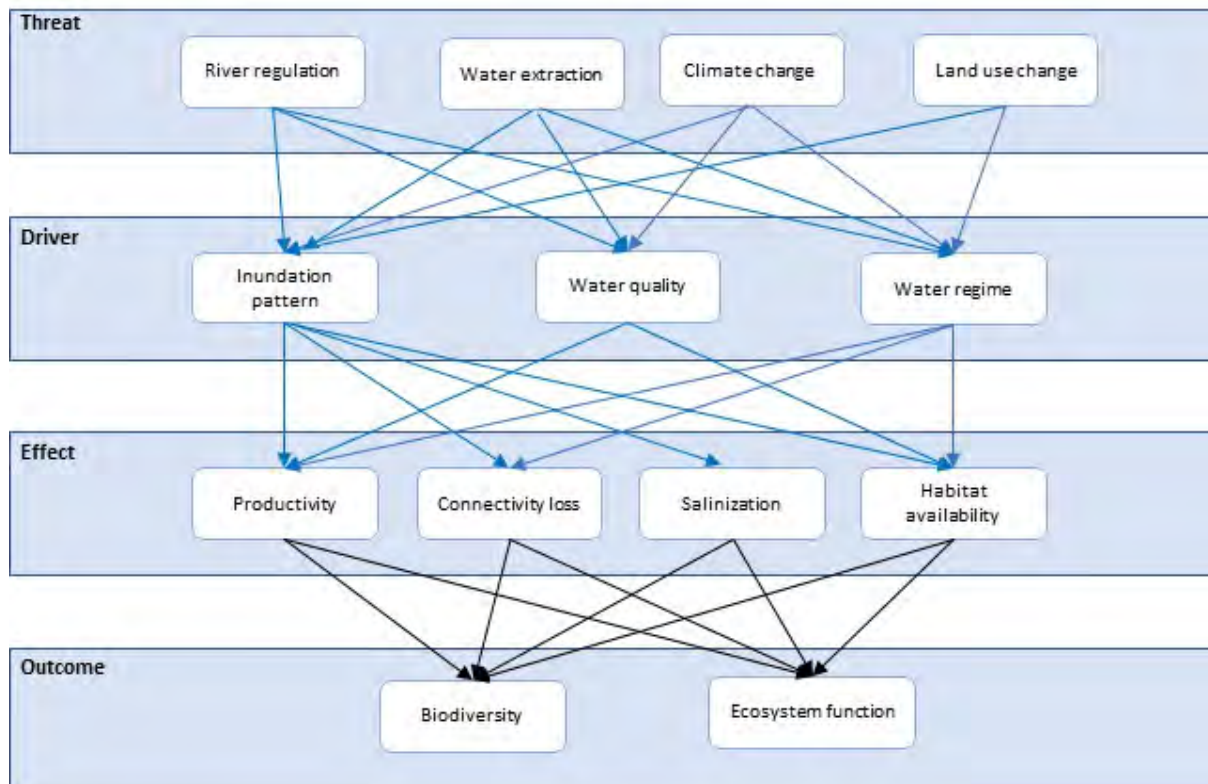 Threat
River regulation
Water extraction
Climate change
Land use change
Driver
Inundation
pattern
Water quality
Water regime
Effect
Productivity
Connectivity loss
Salinization
Habitat
availability
Outcome
Biodiversity
Ecosystem function